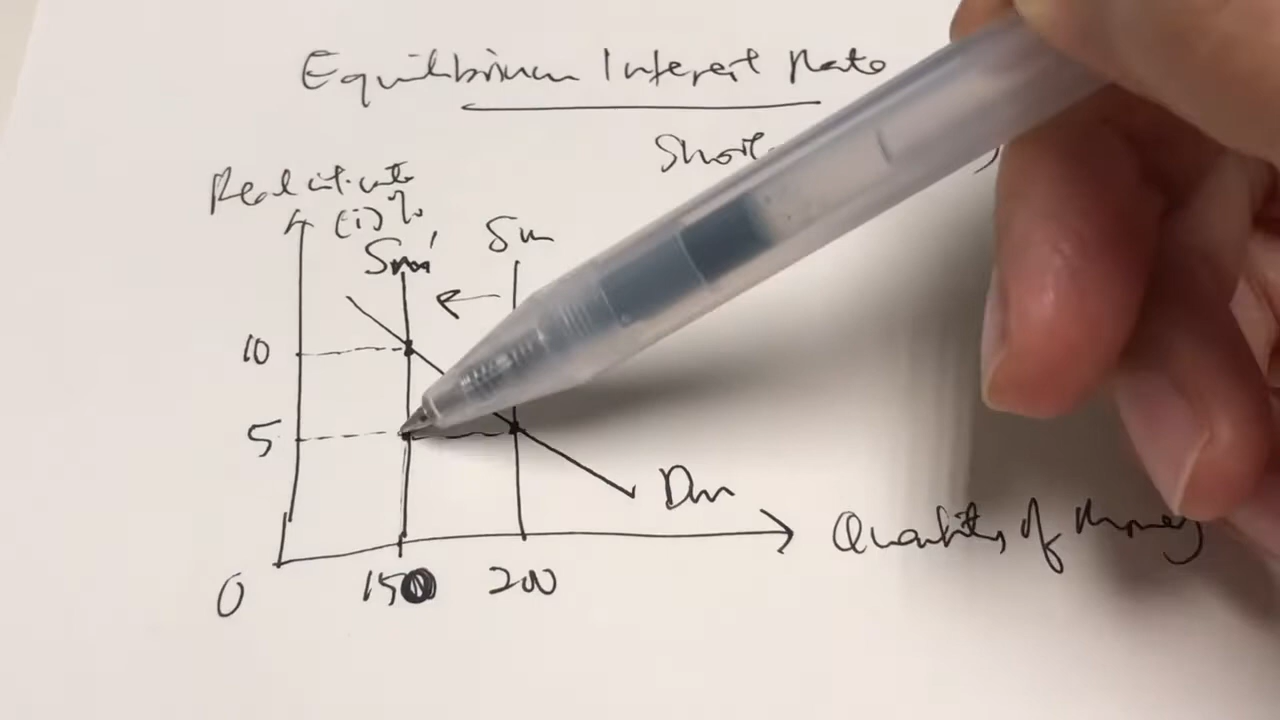 Equilibrium Interest Rate
Short
Real int. rate
(i) %
Sm'
Sm
10
5
Dm
Quantity of Money
0
150
200